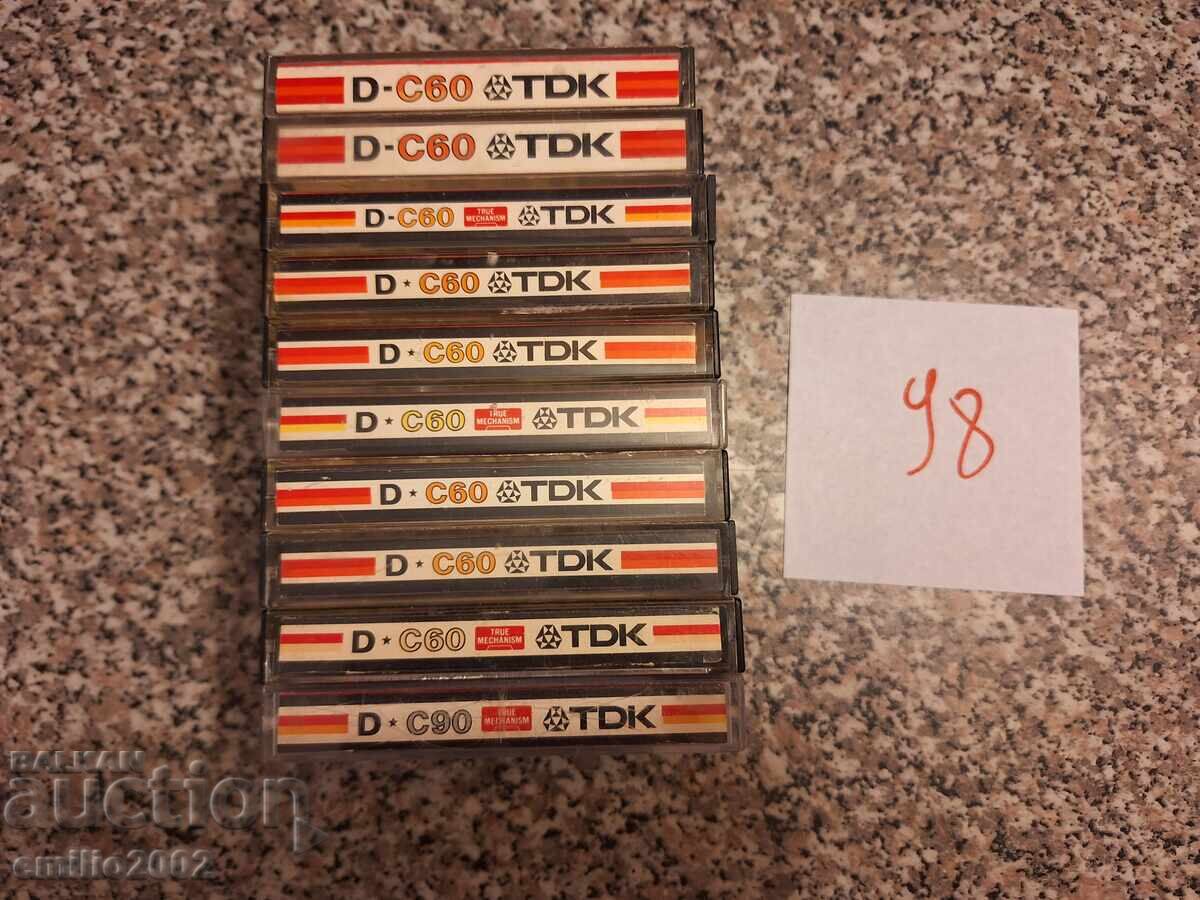 D-C60 TDK
D-C60 TDK
D-C60 TRUE MECHANISM TDK
D★C60 TDK
D★C60 TDK
D★C60 TRUE MECHANISM TDK
D★C60 TDK
D★C60 TDK
D★C60 TRUE MECHANISM TDK
D★C90 TRUE MECHANISM TDK
98
BALKAN
auction
emilio2002